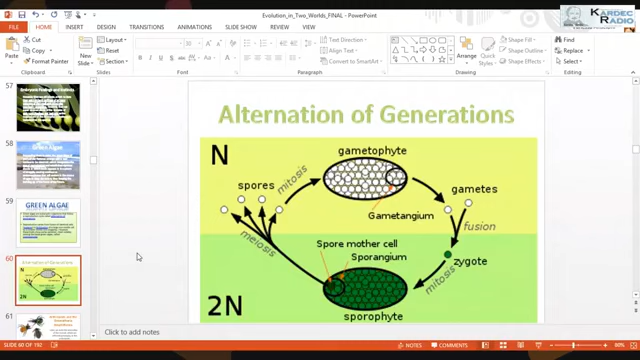 Evolution_in_Two_Worlds_FINAL - PowerPoint
KARDEC
RADIO
FILE
HOME
INSERT
DESIGN
TRANSITIONS
ANIMATIONS
SLIDE SHOW
REVIEW
VIEW
Paste
Cut
Copy
Format Painter
Clipboard
New
Slide
Layout
Reset
Section
Slides
Font
Text Direction
Align Text
Convert to SmartArt
Paragraph
Arrange
Quick
Styles
Shape Fill
Shape Outline
Shape Effects
Drawing
Find
Replace
Select
Editing
57
58
Green Algae
59
GREEN ALGAE
60
Alternation of Generations
N
2N
61
Alternation of Generations
N
gametophyte
spores
mitosis
gametes
Gametangium
fusion
meiosis
Spore mother cell
Sporangium
zygote
mitosis
2N
sporophyte
Click to add notes
SLIDE 60 OF 192
NOTES
COMMENTS